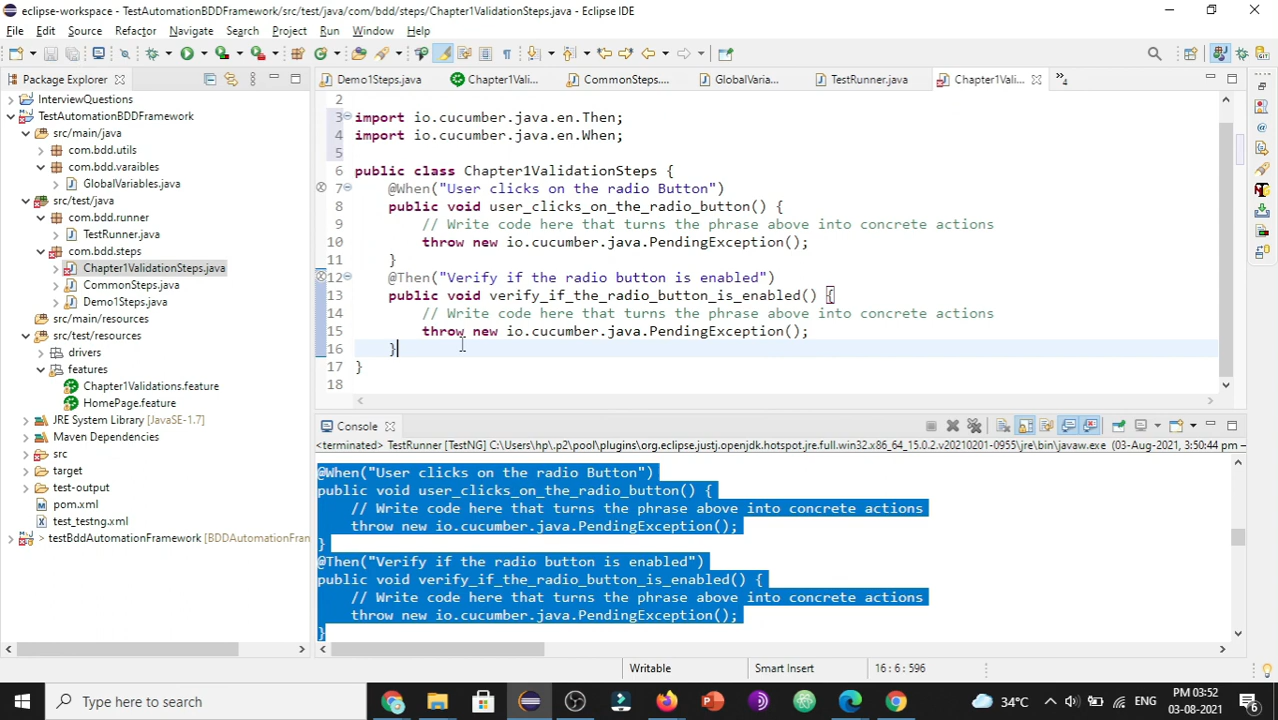 eclipse-workspace - TestAutomationBDDFramework/src/test/java/com/bdd/steps/Chapter1ValidationSteps.java - Eclipse IDE
File Edit Source Refactor Navigate Search Project Run Window Help
Package Explorer
InterviewQuestions
TestAutomationBDDFramework
src/main/java
com.bdd.utils
com.bdd.varaibles
GlobalVariables.java
src/test/java
com.bdd.runner
TestRunner.java
com.bdd.steps
Chapter1ValidationSteps.java
CommonSteps.java
Demo1Steps.java
src/main/resources
src/test/resources
drivers
features
Chapter1Validations.feature
HomePage.feature
JRE System Library [JavaSE-1.7]
Maven Dependencies
src
target
test-output
pom.xml
test_testng.xml
> testBddAutomationFramework [BDDAutomationFran
Demo1Steps.java Chapter1Vali... CommonSteps.... GlobalVaria... TestRunner.java Chapter1Vali... »4
2
3 import io.cucumber.java.en.Then;
4 import io.cucumber.java.en.When;
5
6 public class Chapter1ValidationSteps {
7 @When("User clicks on the radio Button")
8 public void user_clicks_on_the_radio_button() {
9 // Write code here that turns the phrase above into concrete actions
10 throw new io.cucumber.java.PendingException();
11 }
12 @Then("Verify if the radio button is enabled")
13 public void verify_if_the_radio_button_is_enabled() {
14 // Write code here that turns the phrase above into concrete actions
15 throw new io.cucumber.java.PendingException();
16 }
17 }
18
Console
<terminated> TestRunner [TestNG] C:\Users\hp\.p2\pool\plugins\org.eclipse.justj.openjdk.hotspot.jre.full.win32.x86_64_15.0.2.v20210201-0955\jre\bin\javaw.exe (03-Aug-2021, 3:50:44 pm –
@When("User clicks on the radio Button")
public void user_clicks_on_the_radio_button() {
// Write code here that turns the phrase above into concrete actions
throw new io.cucumber.java.PendingException();
}
@Then("Verify if the radio button is enabled")
public void verify_if_the_radio_button_is_enabled() {
// Write code here that turns the phrase above into concrete actions
throw new io.cucumber.java.PendingException();
}
Writable Smart Insert 16 : 6 : 596
Type here to search
34°C ENG PM 03:52
03-08-2021 6